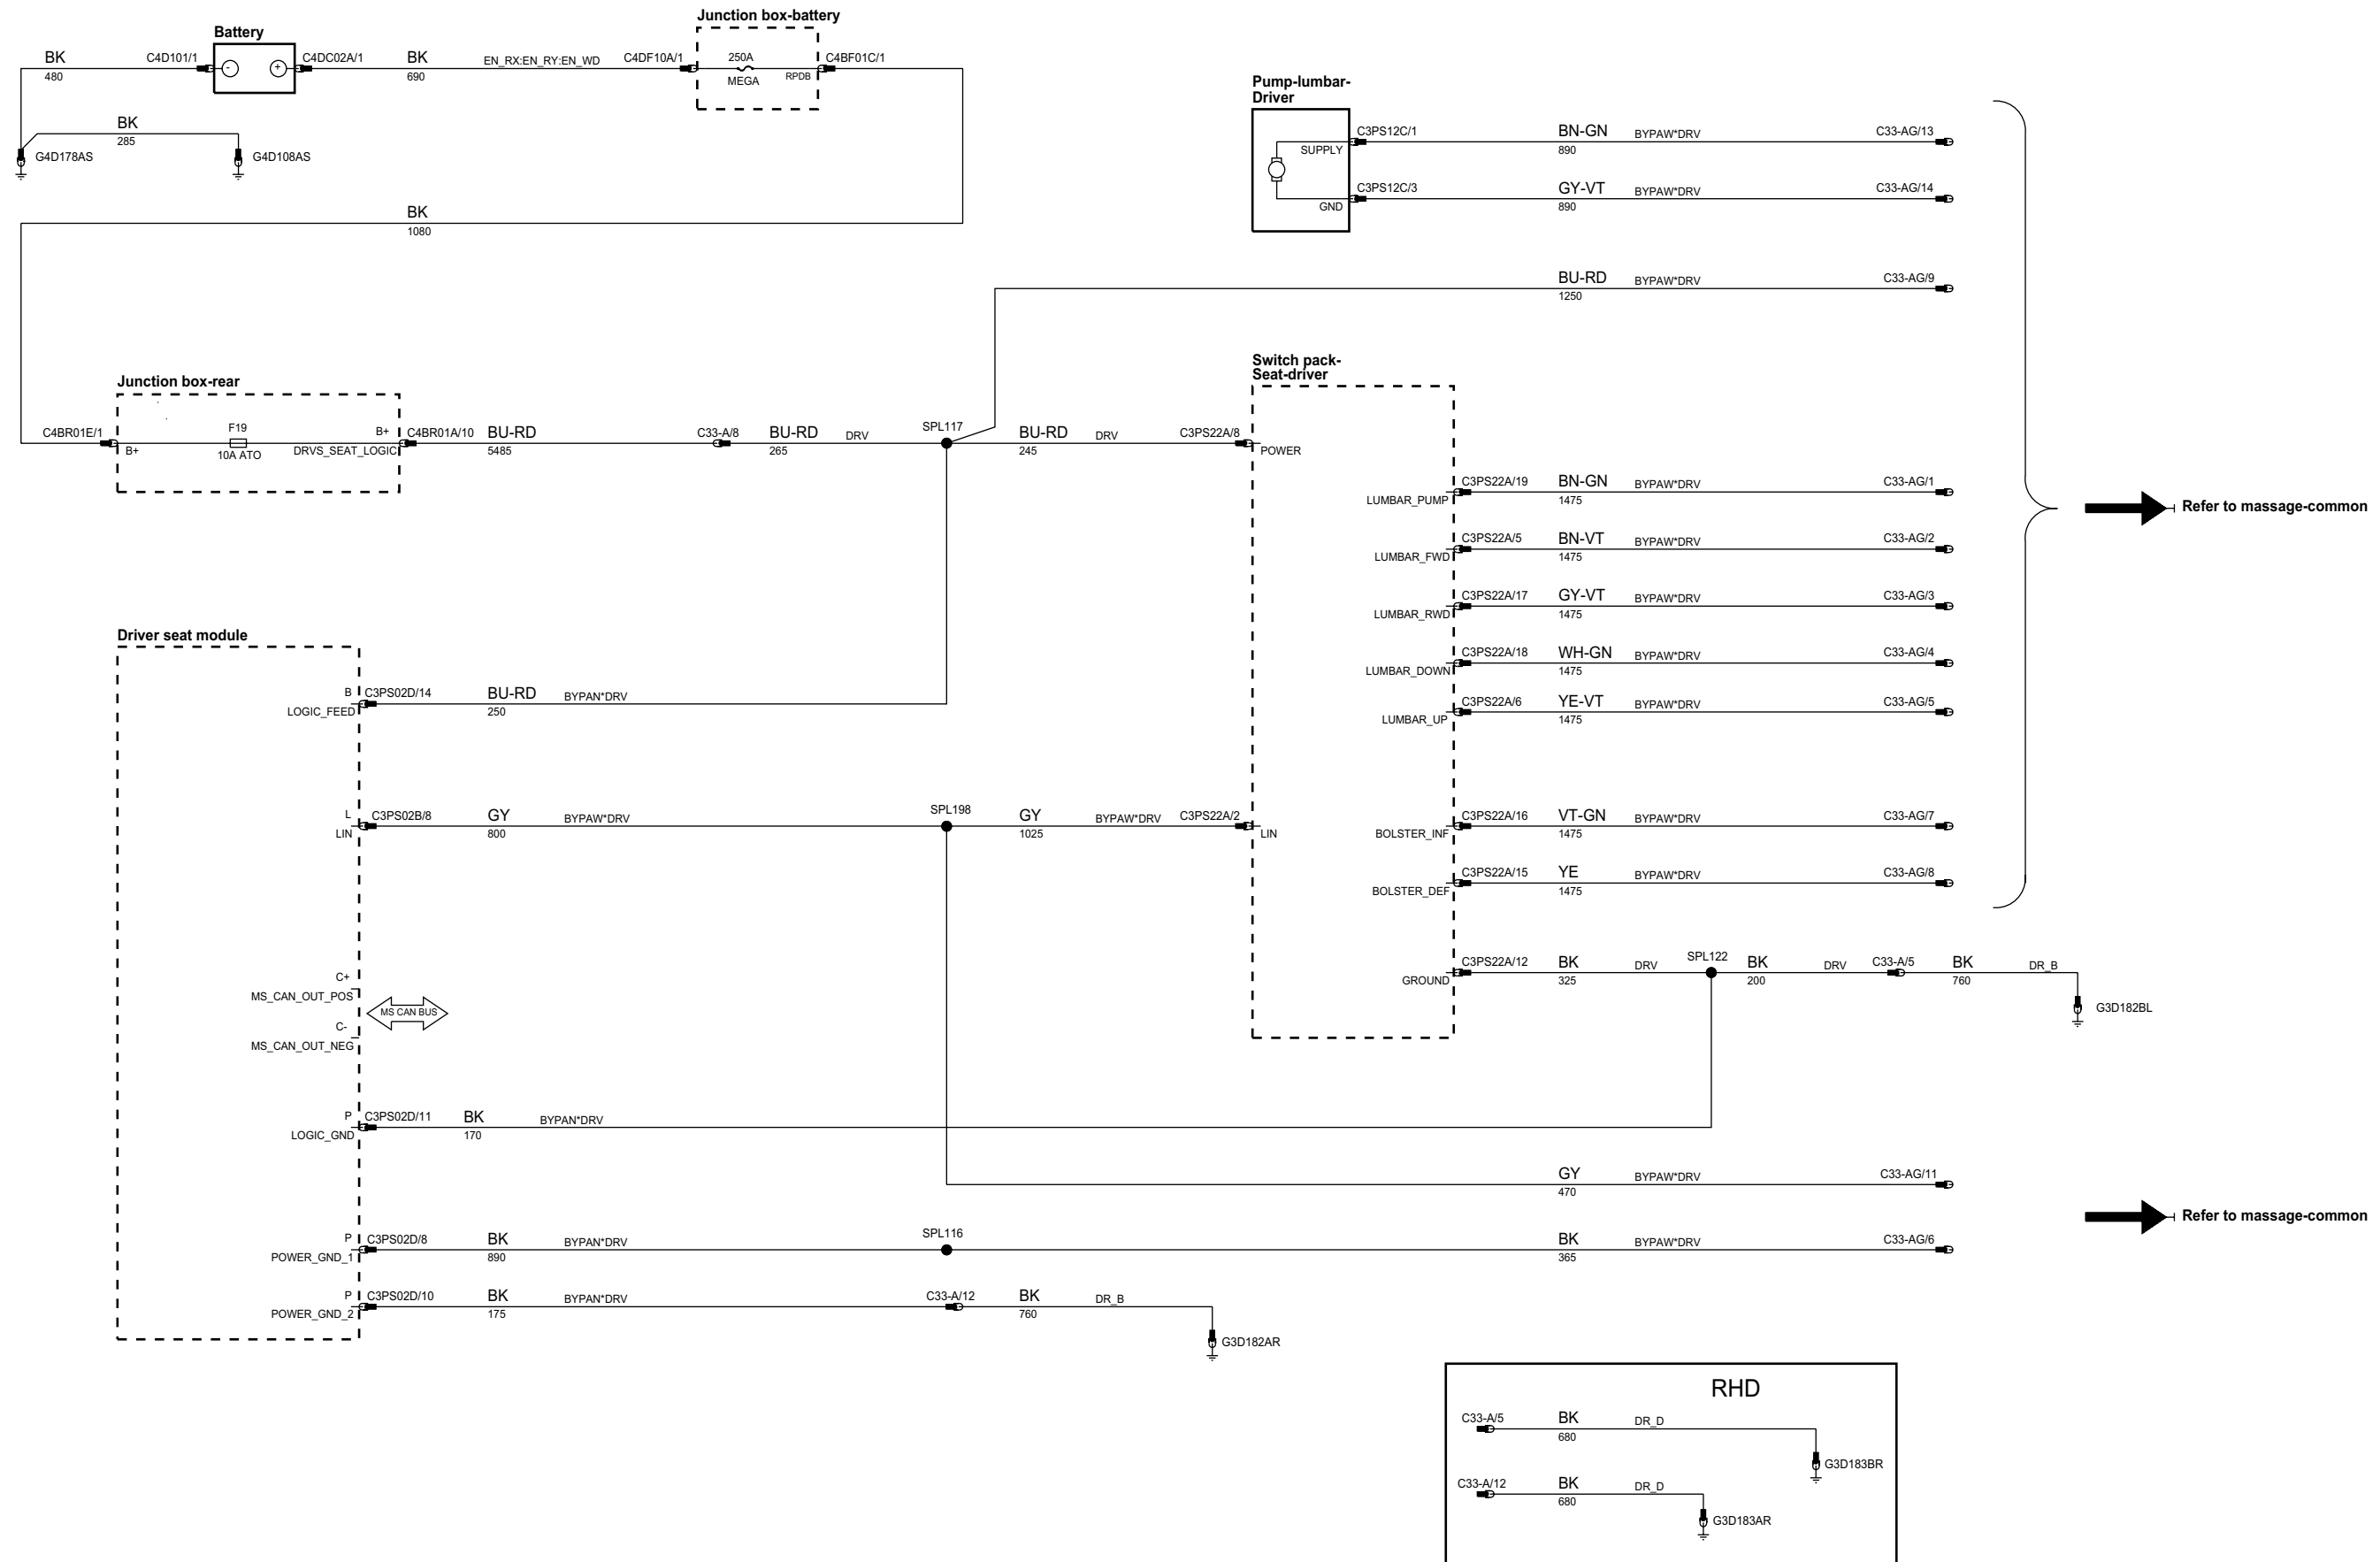 Junction box-battery
Battery
BK
480
C4D101/1
-
+
C4DC02A/1
BK
690
EN_RX:EN_RY:EN_WD
C4DF10A/1
250A
MEGA
RPDB
C4BF01C/1
BK
285
G4D178AS
G4D108AS
BK
1080
Pump-lumbar-
Driver
SUPPLY
GND
C3PS12C/1
BN-GN
890
BYPAW*DRV
C33-AG/13
C3PS12C/3
GY-VT
890
BYPAW*DRV
C33-AG/14
BU-RD
1250
BYPAW*DRV
C33-AG/9
Junction box-rear
C4BR01E/1
B+
F19
10A ATO
B+
DRVS_SEAT_LOGIC
C4BR01A/10
BU-RD
5485
C33-A/8
BU-RD
265
DRV
SPL117
BU-RD
245
DRV
C3PS22A/8
Switch pack-
Seat-driver
POWER
LUMBAR_PUMP
C3PS22A/19
BN-GN
1475
BYPAW*DRV
C33-AG/1
LUMBAR_FWD
C3PS22A/5
BN-VT
1475
BYPAW*DRV
C33-AG/2
LUMBAR_RWD
C3PS22A/17
GY-VT
1475
BYPAW*DRV
C33-AG/3
LUMBAR_DOWN
C3PS22A/18
WH-GN
1475
BYPAW*DRV
C33-AG/4
LUMBAR_UP
C3PS22A/6
YE-VT
1475
BYPAW*DRV
C33-AG/5
Refer to massage-common
Driver seat module
B
LOGIC_FEED
C3PS02D/14
BU-RD
250
BYPAN*DRV
L
LIN
C3PS02B/8
GY
800
BYPAW*DRV
SPL198
GY
1025
BYPAW*DRV
C3PS22A/2
LIN
BOLSTER_INF
C3PS22A/16
VT-GN
1475
BYPAW*DRV
C33-AG/7
BOLSTER_DEF
C3PS22A/15
YE
1475
BYPAW*DRV
C33-AG/8
GROUND
C3PS22A/12
BK
325
DRV
SPL122
BK
200
DRV
C33-A/5
BK
760
DR_B
G3D182BL
C+
MS_CAN_OUT_POS
MS CAN BUS
C-
MS_CAN_OUT_NEG
P
LOGIC_GND
C3PS02D/11
BK
170
BYPAN*DRV
GY
470
BYPAW*DRV
C33-AG/11
Refer to massage-common
P
POWER_GND_1
C3PS02D/8
BK
890
BYPAN*DRV
SPL116
BK
365
BYPAW*DRV
C33-AG/6
P
POWER_GND_2
C3PS02D/10
BK
175
BYPAN*DRV
C33-A/12
BK
760
DR_B
G3D182AR
RHD
C33-A/5
BK
680
DR_D
G3D183BR
C33-A/12
BK
680
DR_D
G3D183AR